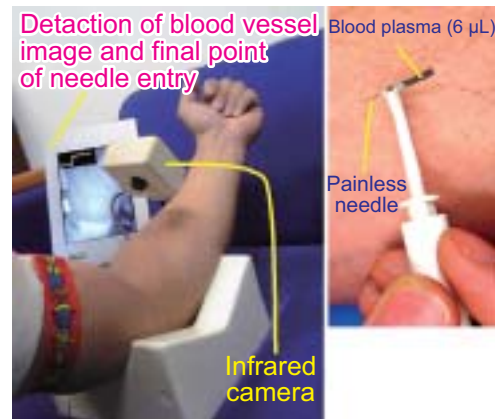 Detaction of blood vessel
image and final point
of needle entry
Blood plasma (6 µL)
Painless
needle
Infrared
camera